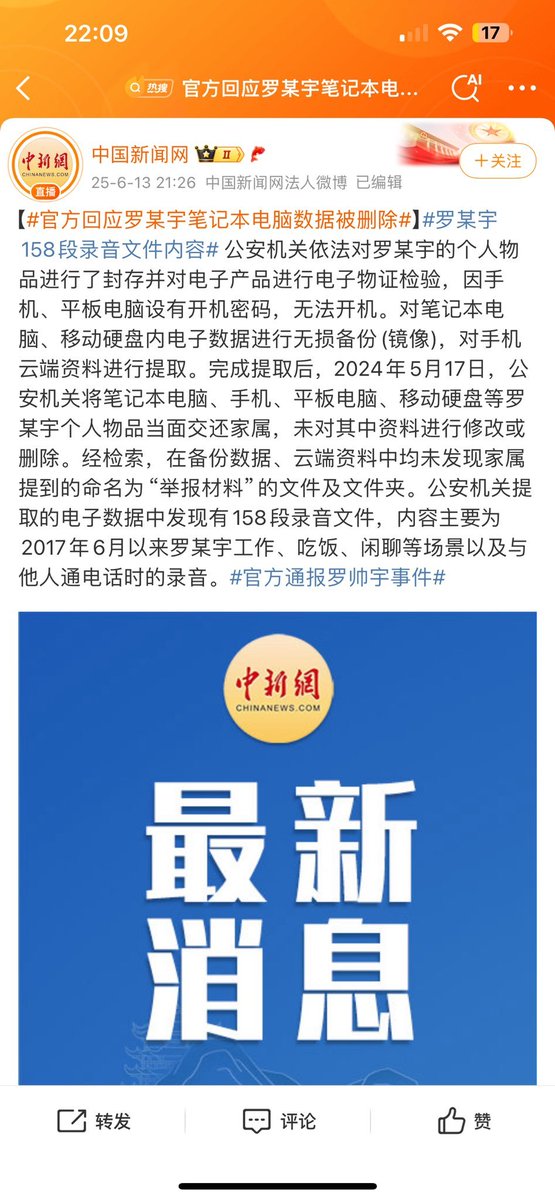 22:09
17
热搜
官方回应罗某宇笔记本电...
AI
中新網
CHINANEWS.COM
直播
中国新闻网
II
25-6-13 21:26 中国新闻网法人微博 已编辑
+关注
【#官方回应罗某宇笔记本电脑数据被删除#】#罗某宇
158段录音文件内容# 公安机关依法对罗某宇的个人物
品进行了封存并对电子产品进行电子物证检验，因手
机、平板电脑设有开机密码，无法开机。对笔记本电
脑、移动硬盘内电子数据进行无损备份(镜像)，对手机
云端资料进行提取。完成提取后，2024年5月17日，公
安机关将笔记本电脑、手机、平板电脑、移动硬盘等罗
某宇个人物品当面交还家属，未对其中资料进行修改或
删除。经检索，在备份数据、云端资料中均未发现家属
提到的命名为“举报材料”的文件及文件夹。公安机关提
取的电子数据中发现有158段录音文件，内容主要为
2017年6月以来罗某宇工作、吃饭、闲聊等场景以及与
他人通电话时的录音。#官方通报罗帅宇事件#
中新網
CHINANEWS.COM
最新
消息
转发
评论
赞